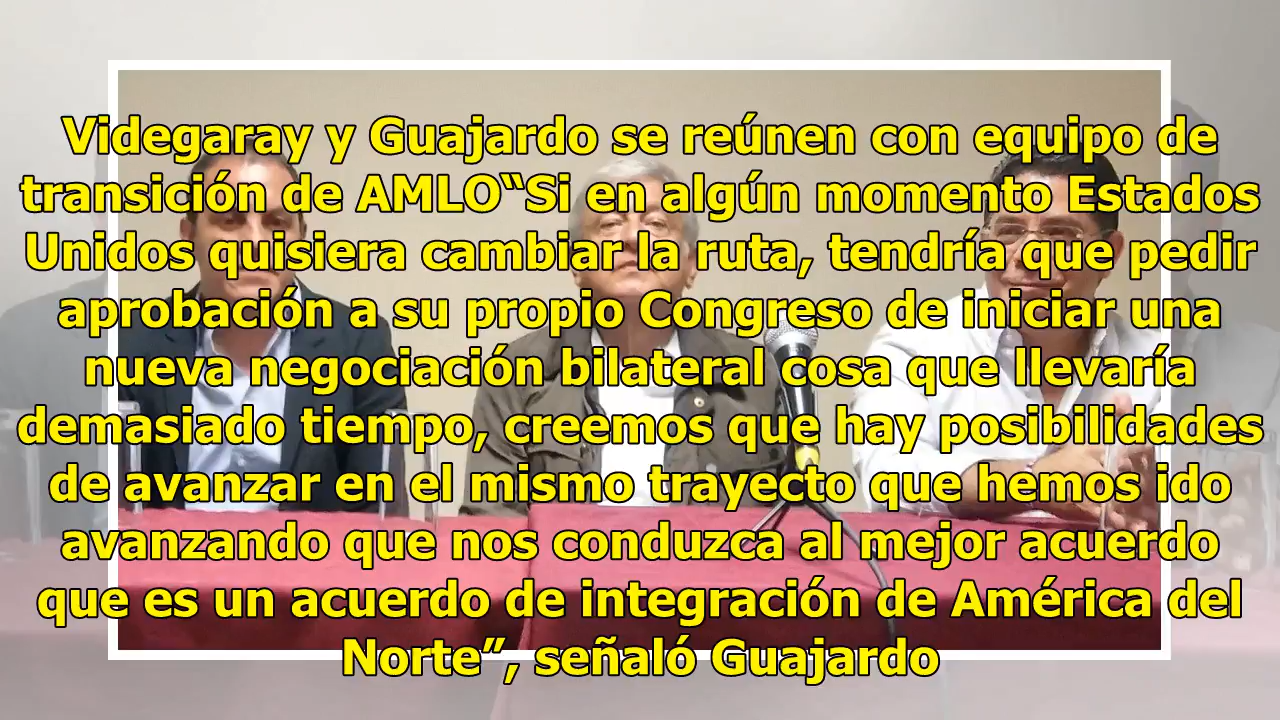 Videgaray y Guajardo se reúnen con equipo de
transición de AMLO“Si en algún momento Estados
Unidos quisiera cambiar la ruta, tendría que pedir
aprobación a su propio Congreso de iniciar una
nueva negociación bilateral cosa que llevaría
demasiado tiempo, creemos que hay posibilidades
de avanzar en el mismo trayecto que hemos ido
avanzando que nos conduzca al mejor acuerdo
que es un acuerdo de integración de América del
Norte”, señaló Guajardo